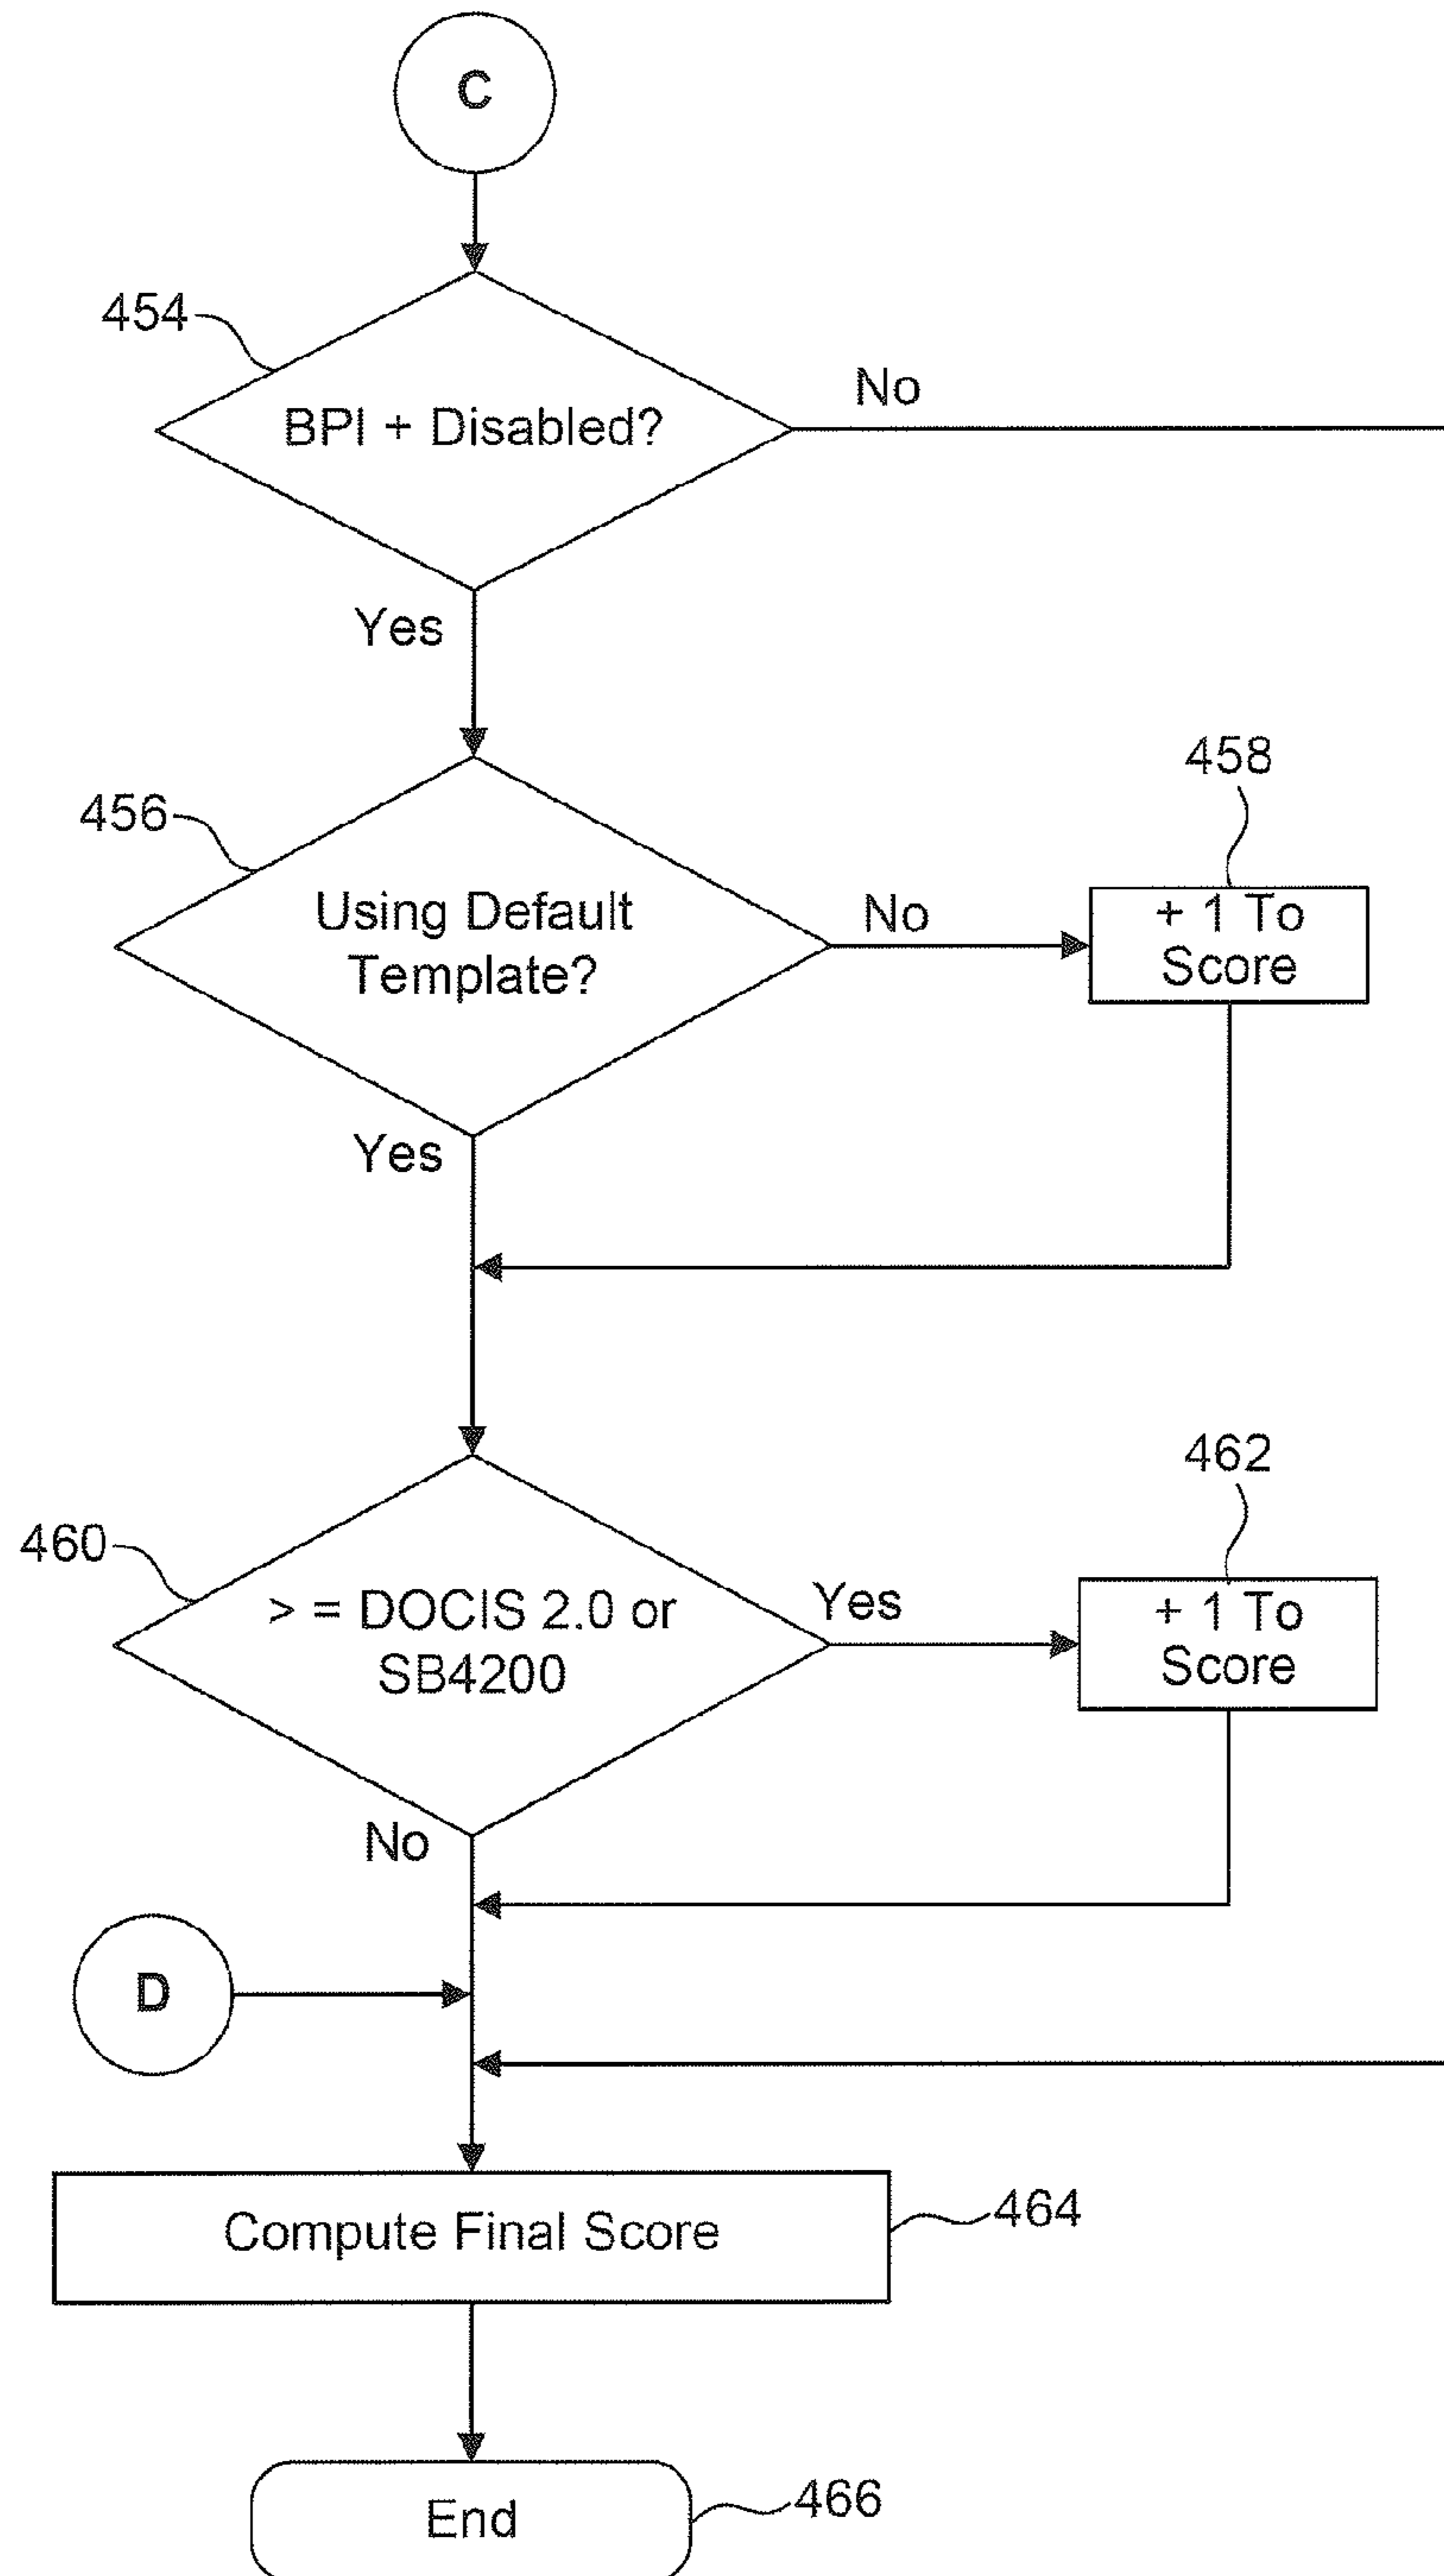 C
454
BPI + Disabled?
No
Yes
456
Using Default
Template?
No
458
+ 1 To
Score
Yes
460
> = DOCIS 2.0 or
SB4200
Yes
462
+ 1 To
Score
No
D
Compute Final Score
464
End
466